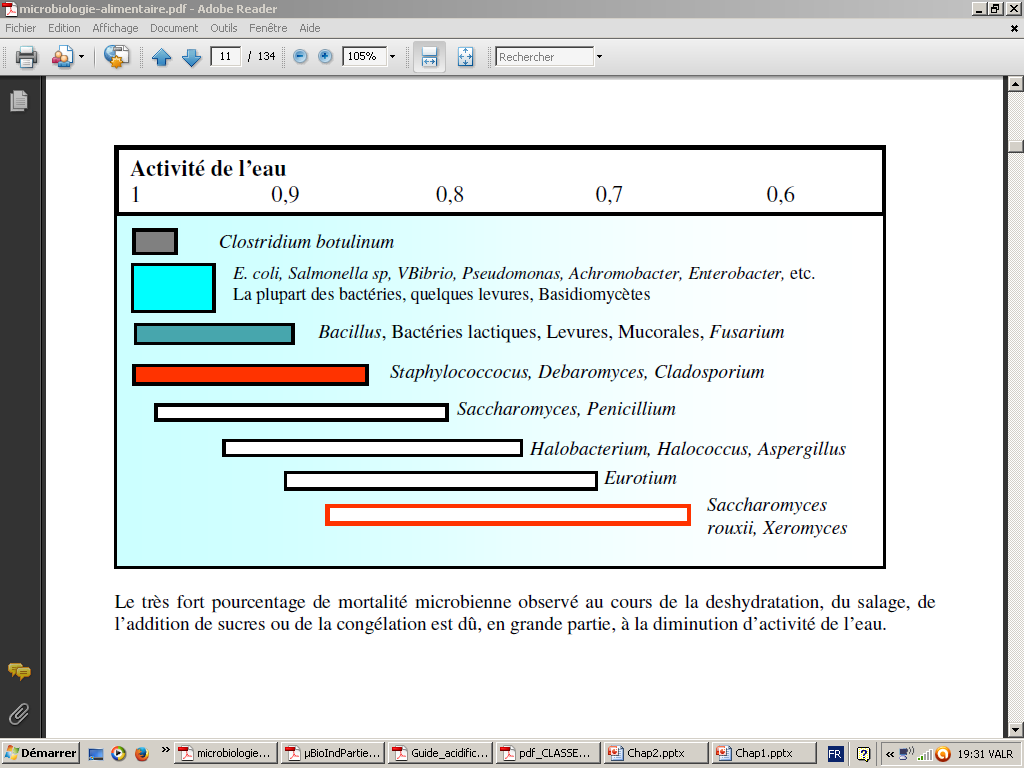 microbiologie-alimentaire.pdf - Adobe Reader
Fichier Edition Affichage Document Outils Fenêtre Aide
11 / 134 105% Rechercher
Activité de l'eau
1 0,9 0,8 0,7 0,6
Clostridium botulinum
E. coli, Salmonella sp, VBibrio, Pseudomonas, Achromobacter, Enterobacter, etc.
La plupart des bactéries, quelques levures, Basidiomycètes
Bacillus, Bactéries lactiques, Levures, Mucorales, Fusarium
Staphylococcocus, Debaromyces, Cladosporium
Saccharomyces, Penicillium
Halobacterium, Halococcus, Aspergillus
Eurotium
Saccharomyces
rouxii, Xeromyces
Le très fort pourcentage de mortalité microbienne observé au cours de la deshydratation, du salage, de
l'addition de sucres ou de la congélation est dû, en grande partie, à la diminution d'activité de l'eau.
Démarrer » microbiologie... µBioIndPartie... Guide_acidific... pdf_CLASSE... Chap2.pptx Chap1.pptx FR ? « 19:31 VALR